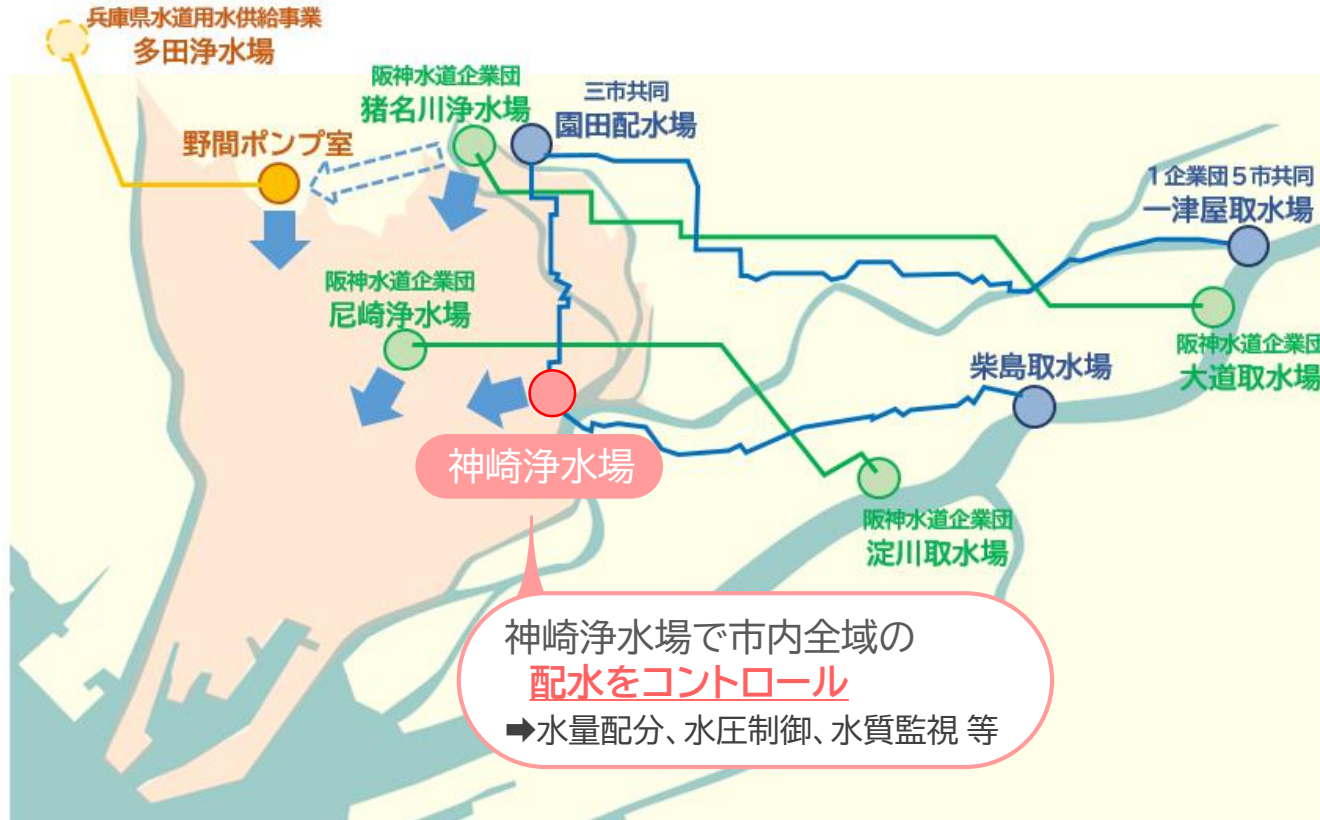 兵庫県水道用水供給事業
多田浄水場
阪神水道企業団
猪名川浄水場
三市共同
園田配水場
野間ポンプ室
1企業団5市共同
一津屋取水場
阪神水道企業団
尼崎浄水場
阪神水道企業団
大道取水場
柴島取水場
神崎浄水場
阪神水道企業団
淀川取水場
神崎浄水場で市内全域の
配水をコントロール
➡水量配分、水圧制御、水質監視 等